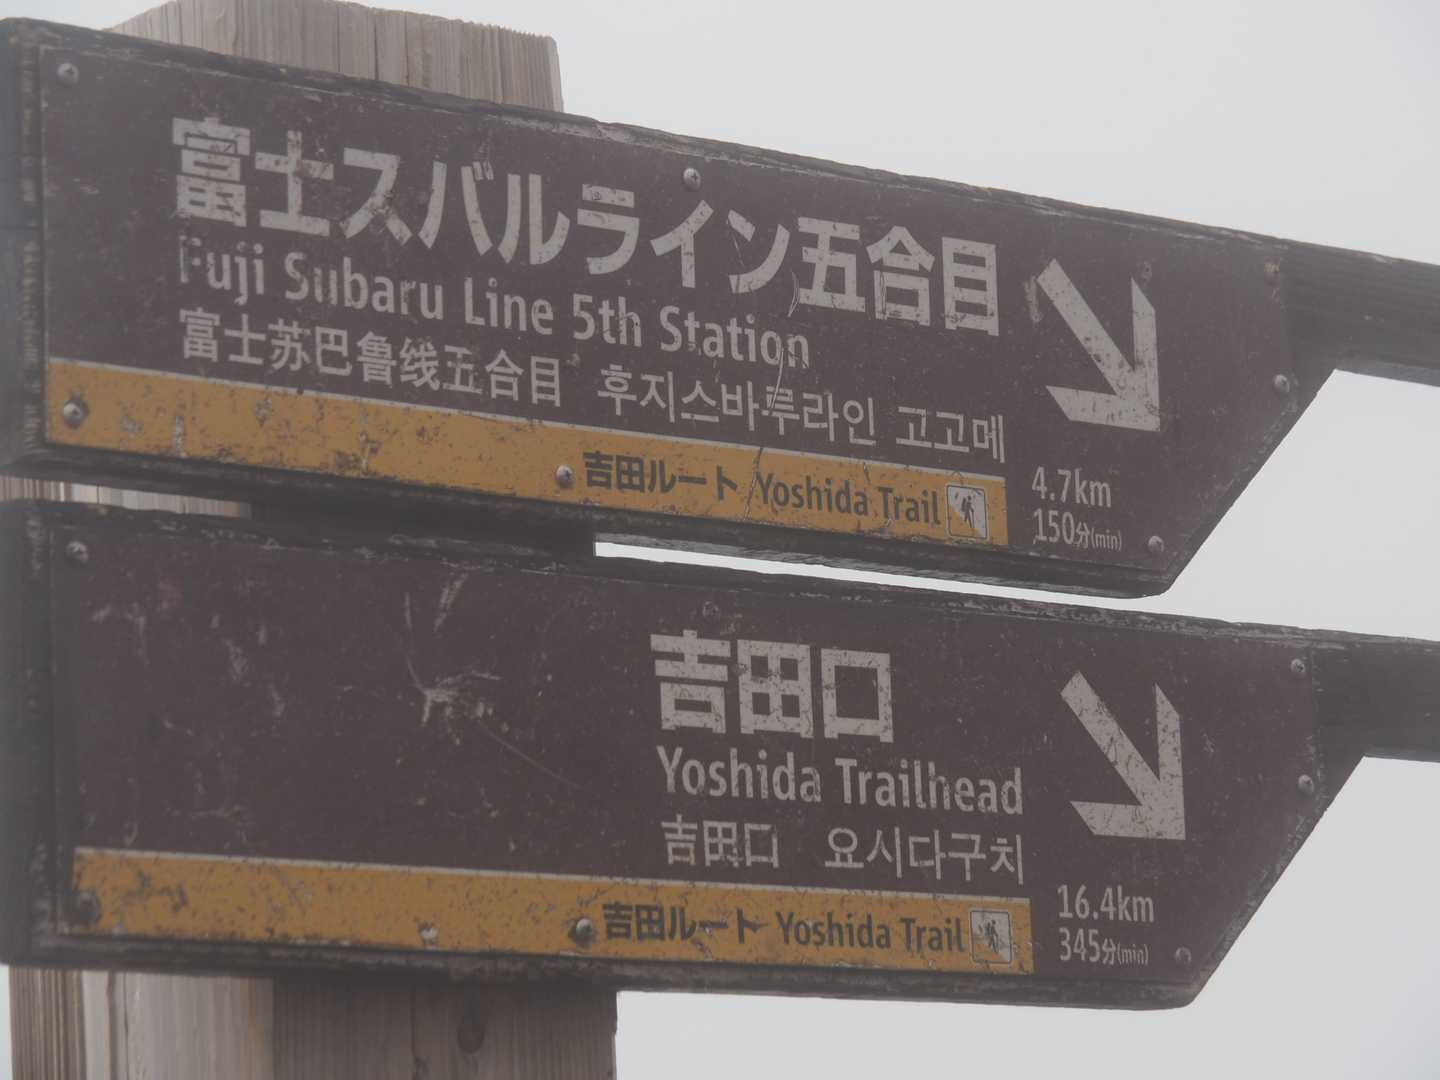 富士スバルライン五合目
Fuji Subaru Line 5th Station
富士苏巴鲁线五合目 후지스바루라인 고고메
吉田ルート Yoshida Trail
4.7km
150分(min)
吉田口
Yoshida Trailhead
吉田口 요시다구치
吉田ルート Yoshida Trail
16.4km
345分(min)